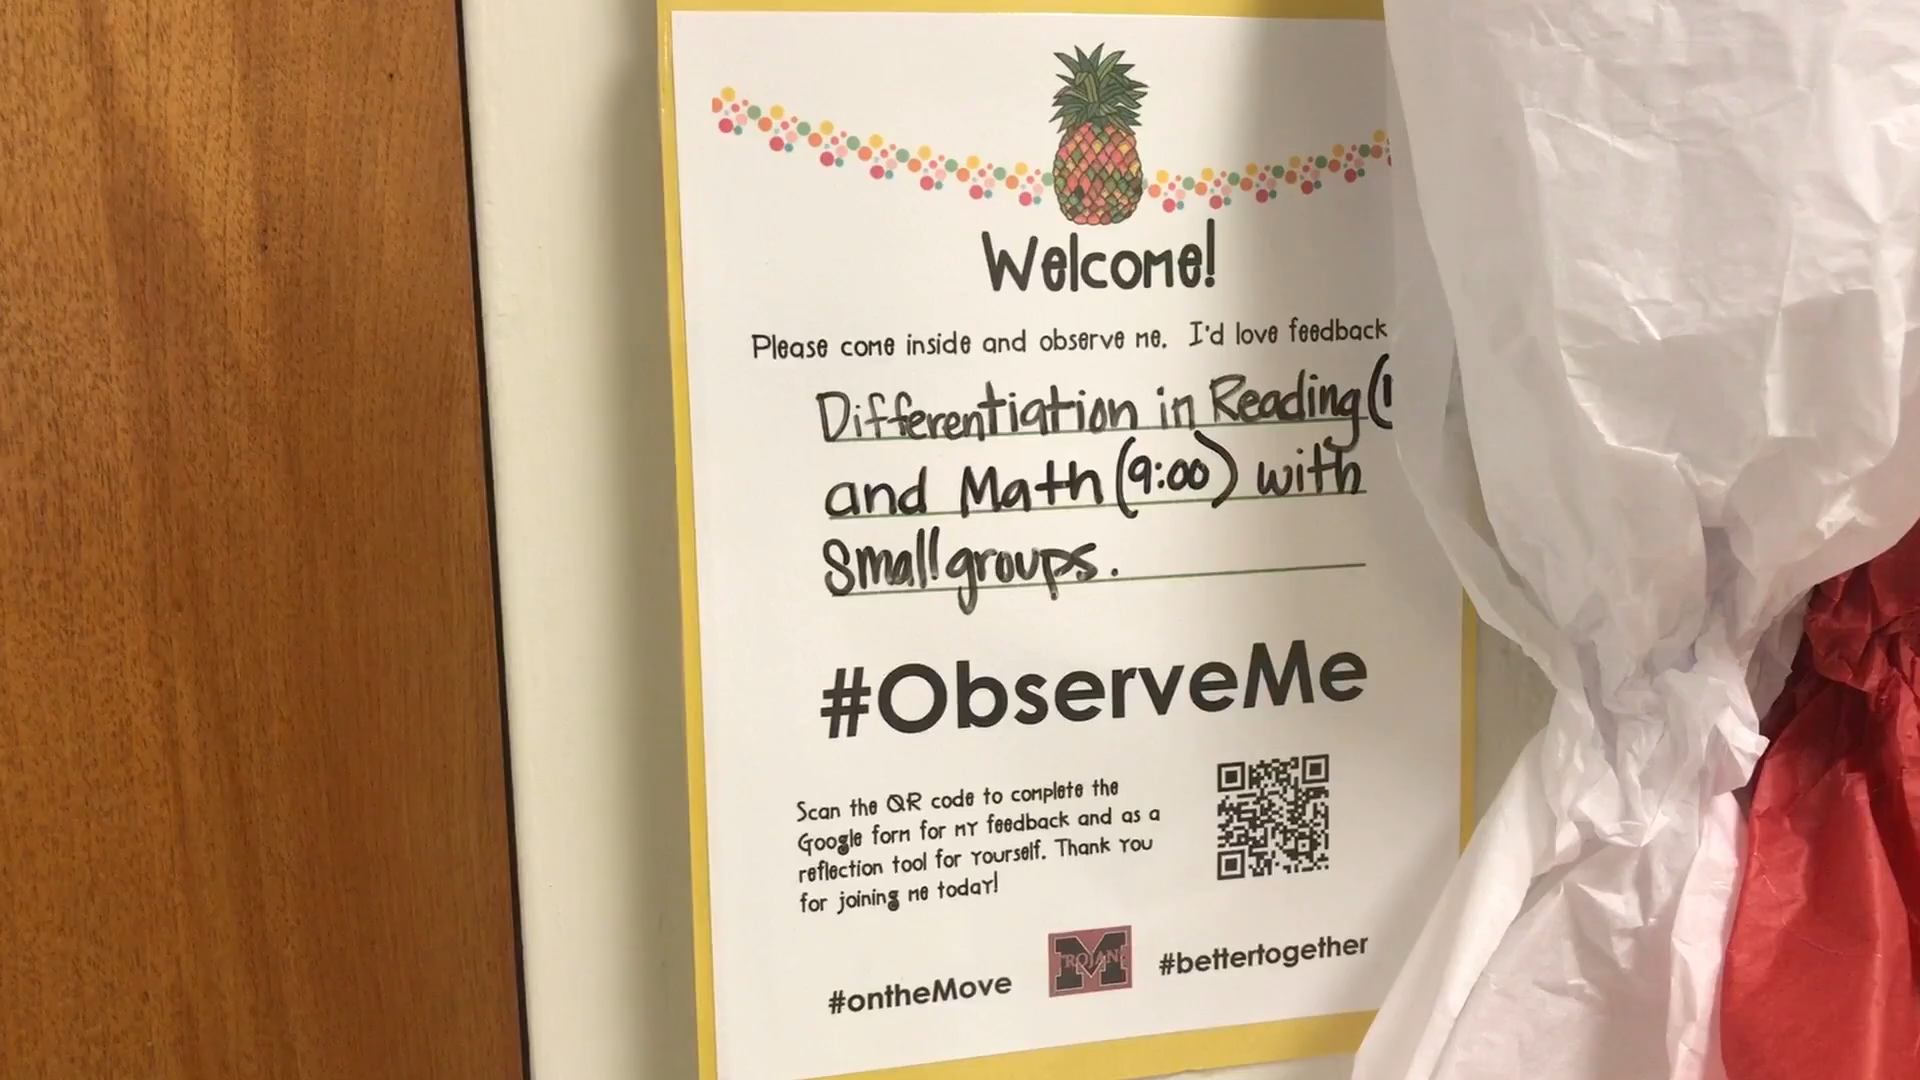 Welcome!
Please come inside and observe me. I'd love feedback
Differentiation in Reading (1
and Math (9:00) with
Small groups.
#ObserveMe
Scan the QR code to complete the
Google form for my feedback and as a
reflection tool for yourself. Thank you
for joining me today!
#ontheMove
M
TROJANS
#bettertogether